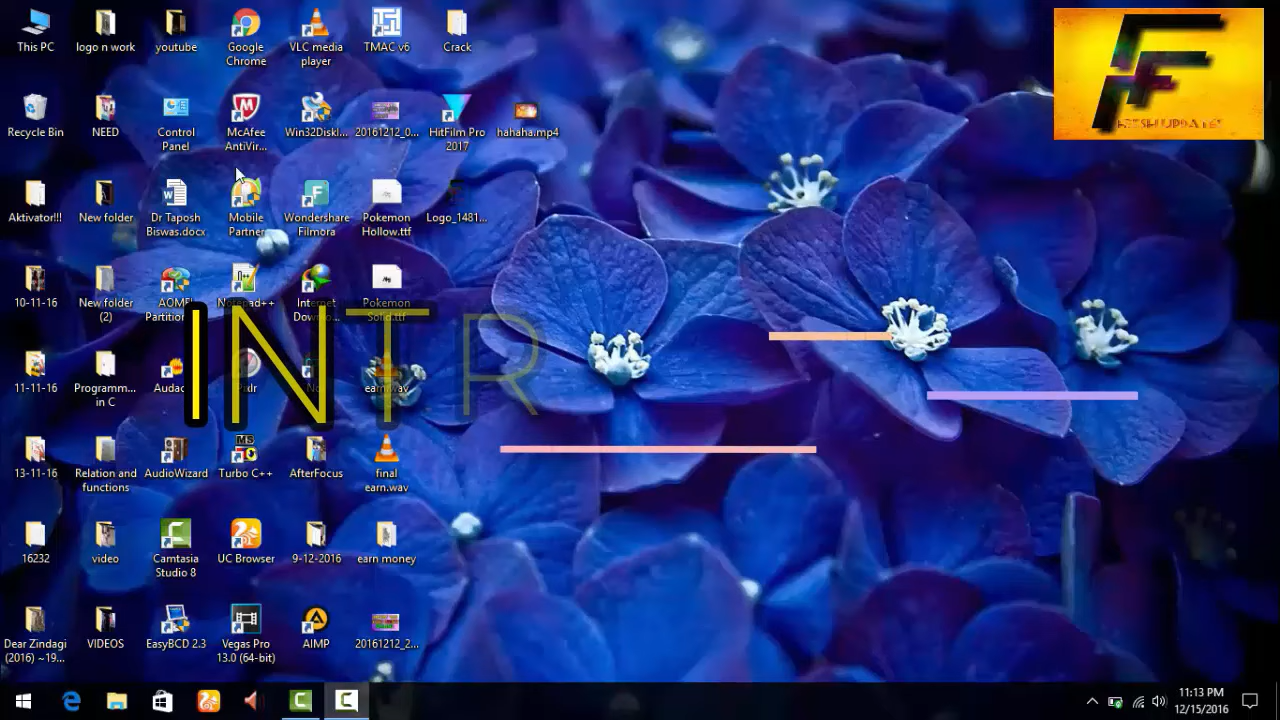 This PC
logo n work
youtube
Google
Chrome
VLC media
player
TMAC v6
Crack
Recycle Bin
NEED
Control
Panel
McAfee
AntiVir...
Win32DiskI...
20161212_0...
HitFilm Pro
2017
hahaha.mp4
Aktivator!!!
New folder
Dr Taposh
Biswas.docx
Mobile
Partner
Wondershare
Filmora
Pokemon
Hollow.ttf
Logo_1481...
10-11-16
New folder
(2)
Notepad++
Pokemon
Solid.ttf
INTR
11-11-16
Programm...
in C
earn.wav
13-11-16
Relation and
functions
AudioWizard
MS
Turbo C++
AfterFocus
final
earn.wav
16232
video
Camtasia
Studio 8
UC Browser
9-12-2016
earn money
Dear Zindagi
(2016) ~19...
VIDEOS
EasyBCD 2.3
Vegas Pro
13.0 (64-bit)
AIMP
20161212_2...
11:13 PM
12/15/2016